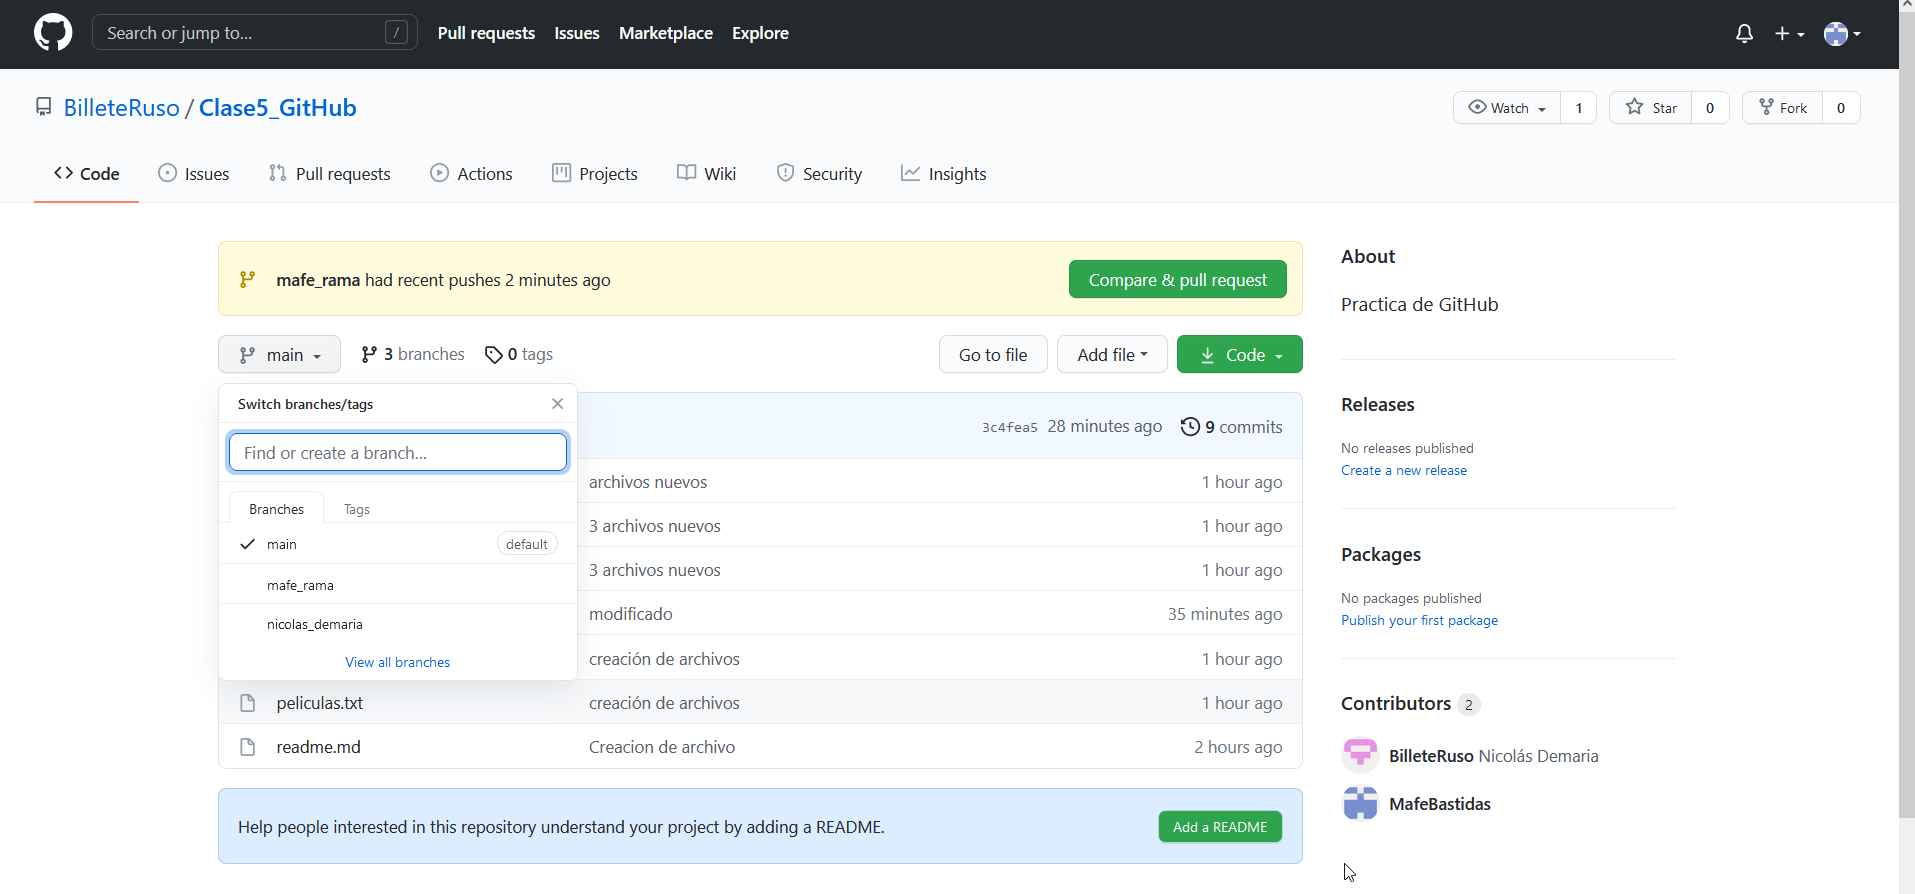 Search or jump to... /
Pull requests Issues Marketplace Explore
BilleteRuso / Clase5_GitHub
Watch 1 Star 0 Fork 0
Code Issues Pull requests Actions Projects Wiki Security Insights
mafe_rama had recent pushes 2 minutes ago Compare & pull request
main 3 branches 0 tags Go to file Add file Code
Switch branches/tags
Find or create a branch...
Branches Tags
main default
mafe_rama
nicolas_demaria
View all branches
3c4fea5 28 minutes ago 9 commits
archivos nuevos 1 hour ago
3 archivos nuevos 1 hour ago
3 archivos nuevos 1 hour ago
modificado 35 minutes ago
creación de archivos 1 hour ago
peliculas.txt creación de archivos 1 hour ago
readme.md Creacion de archivo 2 hours ago
Help people interested in this repository understand your project by adding a README. Add a README
About
Practica de GitHub
Releases
No releases published
Create a new release
Packages
No packages published
Publish your first package
Contributors 2
BilleteRuso Nicolás Demaria
MafeBastidas